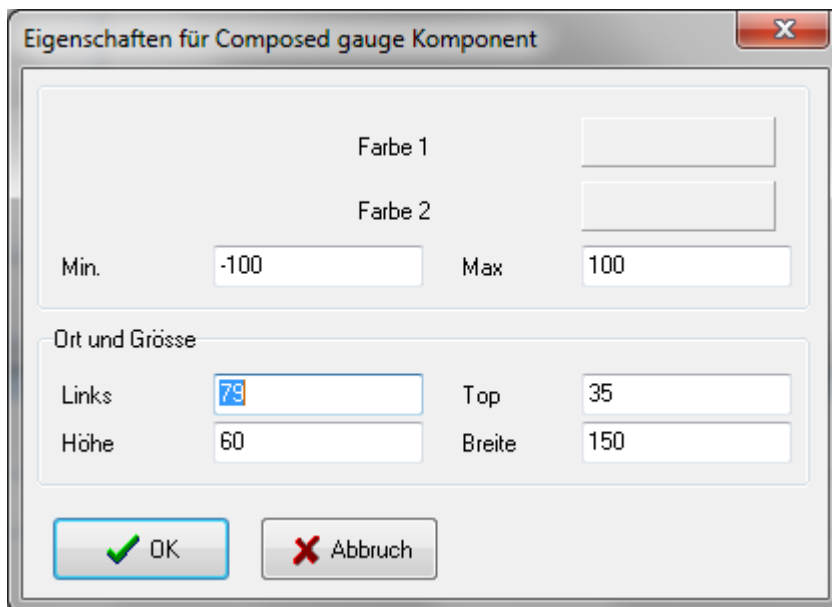 Eigenschaften für Composed gauge Komponent
Farbe 1
Farbe 2
Min. -100 Max 100
Ort und Grösse
Links 79 Top 35
Höhe 60 Breite 150
OK Abbruch